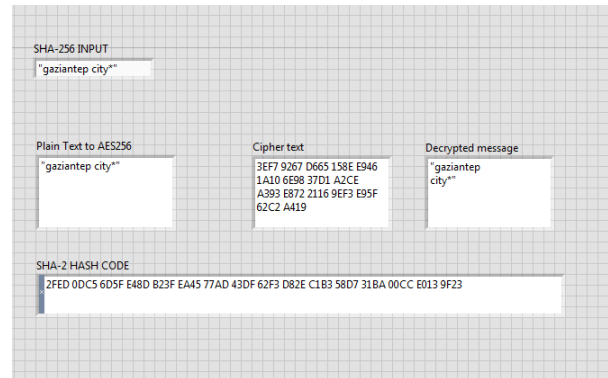 SHA-256 INPUT
"gaziantep city*"
Plain Text to AES256
"gaziantep city*"
Cipher text
3EF7 9267 D665 158E E946
1A10 6E98 37D1 A2CE
A393 E872 2116 9EF3 E95F
62C2 A419
Decrypted message
"gaziantep
city*"
SHA-2 HASH CODE
2FED 0DC5 6D5F E48D B23F EA45 77AD 43DF 62F3 D82E C1B3 58D7 31BA 00CC E013 9F23